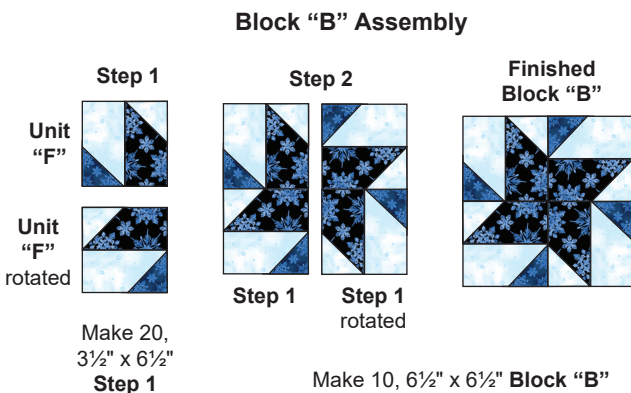 Block “B” Assembly
Step 1
Unit
“F”
Unit
“F”
rotated
Make 20,
3½" x 6½"
Step 1
Step 2
Step 1
Step 1
rotated
Finished
Block “B”
Make 10, 6½" x 6½" Block “B”